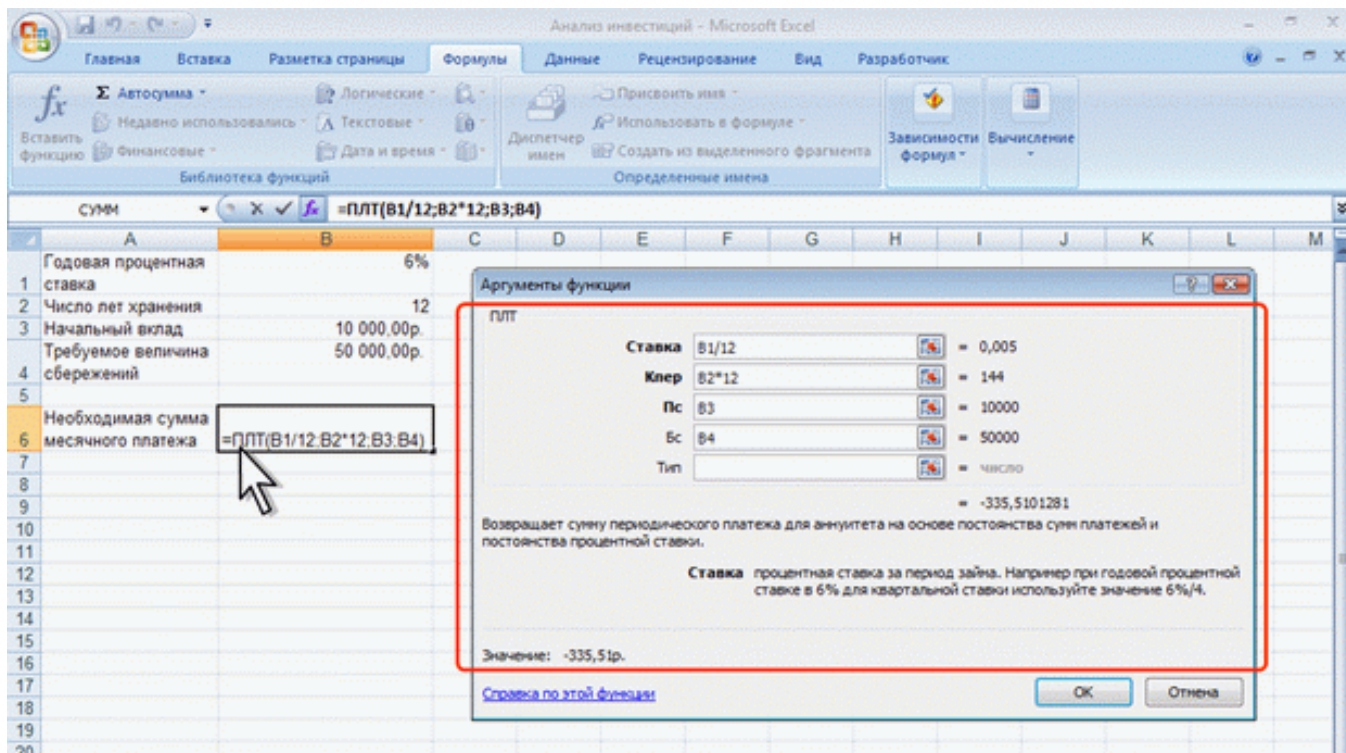 Анализ инвестиций - Microsoft Excel
Главная Вставка Разметка страницы Формулы Данные Рецензирование Вид Разработчик
fx Σ Автосумма Логические Присвоить имя
Недавно использовались Текстовые Использовать в формуле
Вставить функцию Финансовые Дата и время Диспетчер имен Создать из выделенного фрагмента Зависимости формул Вычисление
Библиотека функций Определенные имена
СУММ fx =ПЛТ(B1/12;B2*12;B3;B4)
A B C D E F G H I J K L M
Годовая процентная 6%
1 ставка
2 Число лет хранения 12
3 Начальный вклад 10 000,00р.
Требуемое величина 50 000,00р.
4 сбережений
5
Необходимая сумма
6 месячного платежа =ПЛТ(B1/12;B2*12;B3;B4)
7
8
9
10
11
12
13
14
15
16
17
18
19
20
Аргументы функции
ПЛТ
Ставка B1/12 = 0,005
Кпер B2*12 = 144
Пс B3 = 10000
Бс B4 = 50000
Тип = число
= -335,5101281
Возвращает сумму периодического платежа для аннуитета на основе постоянства сумм платежей и
постоянства процентной ставки.
Ставка процентная ставка за период займа. Например при годовой процентной
ставке в 6% для квартальной ставки используйте значение 6%/4.
Значение: -335,51р.
Справка по этой функции OK Отмена